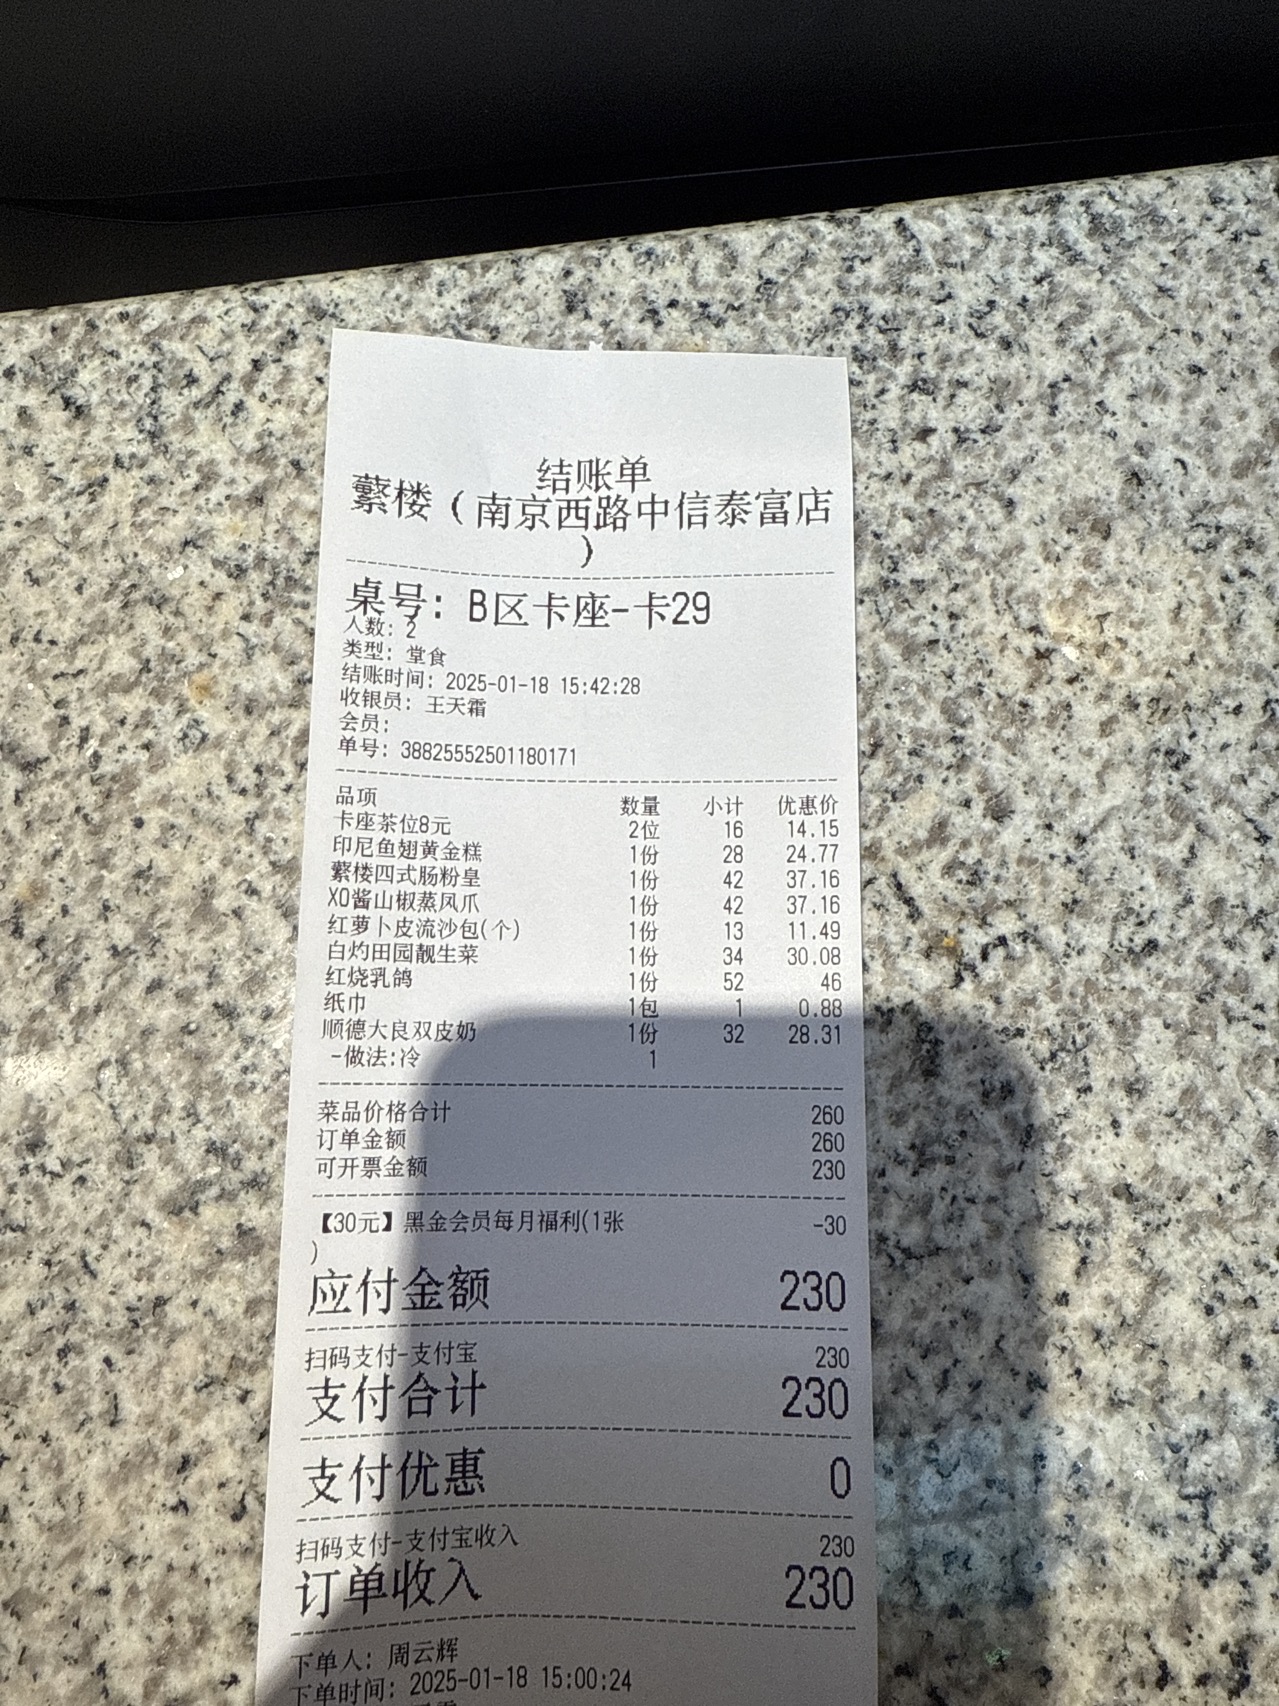 结账单
蘩楼（南京西路中信泰富店
）
桌号：B区卡座-卡29
人数：2
类型：堂食
结账时间：2025-01-18 15:42:28
收银员：王天霜
会员：
单号：38825552501180171
品项 数量 小计 优惠价
卡座茶位8元 2位 16 14.15
印尼鱼翅黄金糕 1份 28 24.77
蘩楼四式肠粉皇 1份 42 37.16
XO酱山椒蒸凤爪 1份 42 37.16
红萝卜皮流沙包(个) 1份 13 11.49
白灼田园靓生菜 1份 34 30.08
红烧乳鸽 1份 52 46
纸巾 1包 1 0.88
顺德大良双皮奶 1份 32 28.31
-做法:冷 1
菜品价格合计 260
订单金额 260
可开票金额 230
【30元】黑金会员每月福利(1张 -30
)
应付金额 230
扫码支付-支付宝 230
支付合计 230
支付优惠 0
扫码支付-支付宝收入 230
订单收入 230
下单人：周云辉
下单时间：2025-01-18 15:00:24